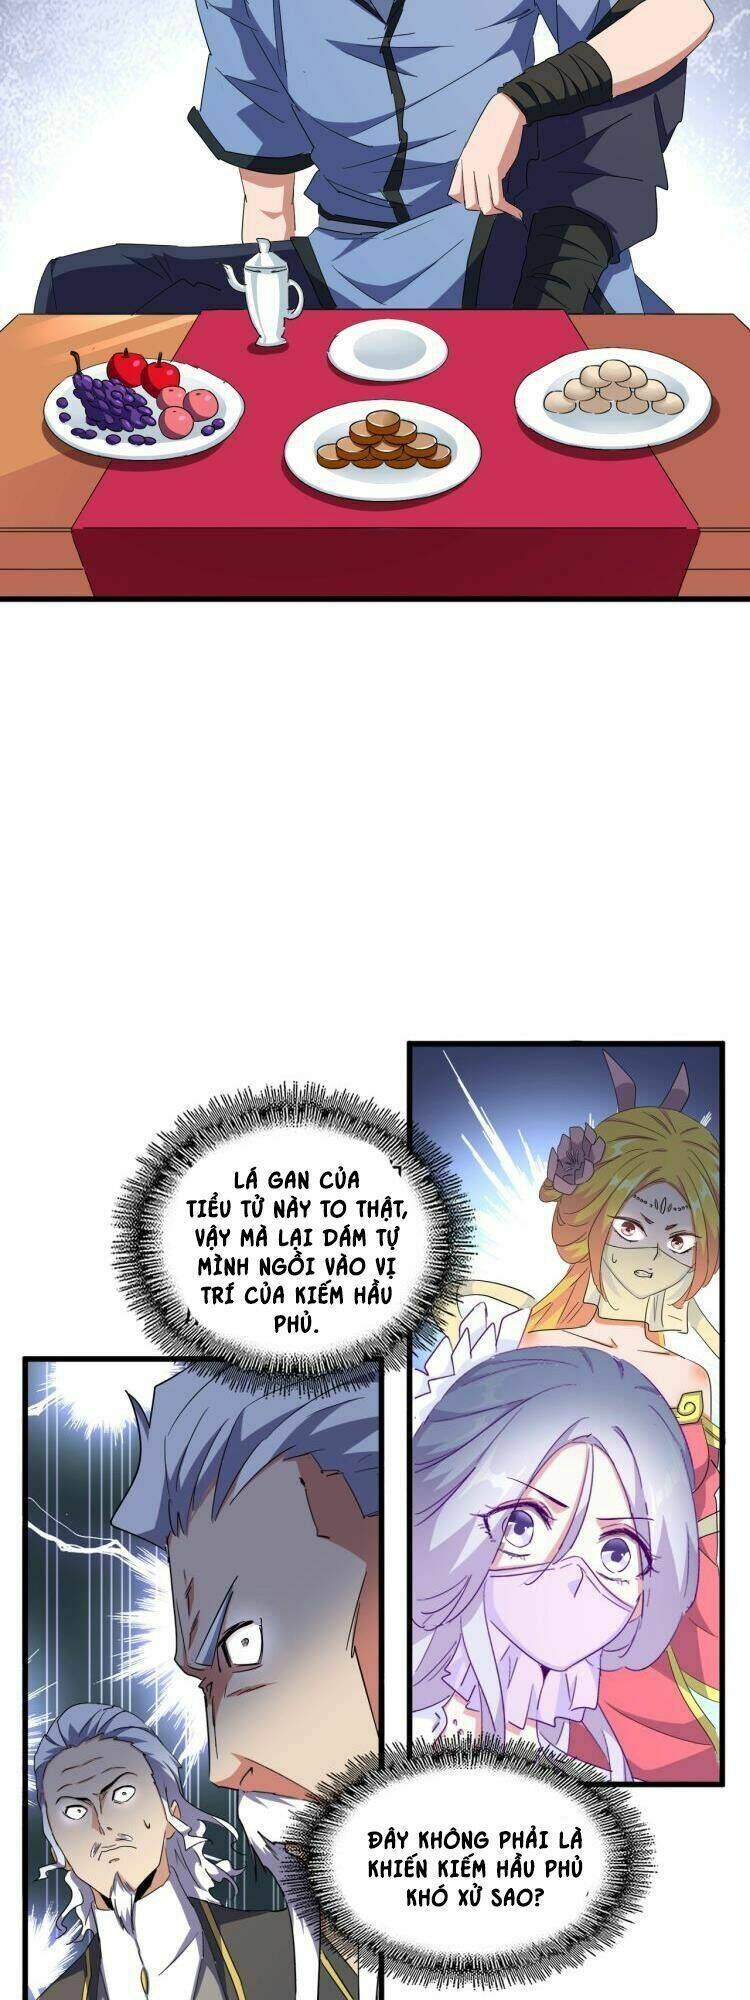 LÁ GAN CỦA
TIỂU TỬ NÀY TO THẬT,
VẬY MÀ LẠI DÁM TỰ
MÌNH NGỒI VÀO VỊ
TRÍ CỦA KIẾM HẦU
PHỦ.
ĐÂY KHÔNG PHẢI LÀ
KHIẾN KIẾM HẦU PHỦ
KHÓ XỬ SAO?